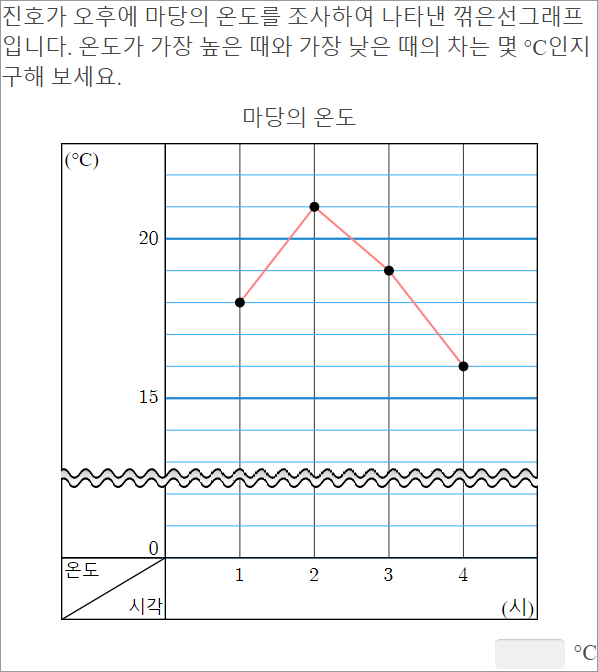 진호가 오후에 마당의 온도를 조사하여 나타낸 꺾은선그래프
입니다. 온도가 가장 높은 때와 가장 낮은 때의 차는 몇 °C인지
구해 보세요.
마당의 온도
(°C)
20
15
0
온도
시각
1 2 3 4
(시)
°C